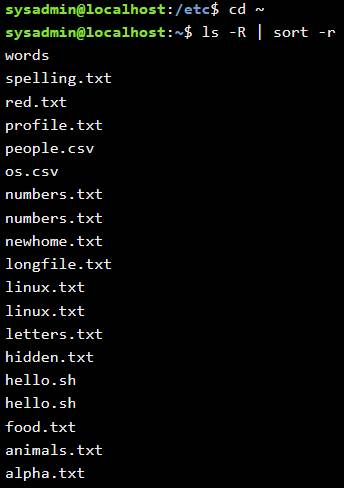 sysadmin@localhost:/etc$ cd ~
sysadmin@localhost:~$ ls -R | sort -r
words
spelling.txt
red.txt
profile.txt
people.csv
os.csv
numbers.txt
numbers.txt
newhome.txt
longfile.txt
linux.txt
linux.txt
letters.txt
hidden.txt
hello.sh
hello.sh
food.txt
animals.txt
alpha.txt